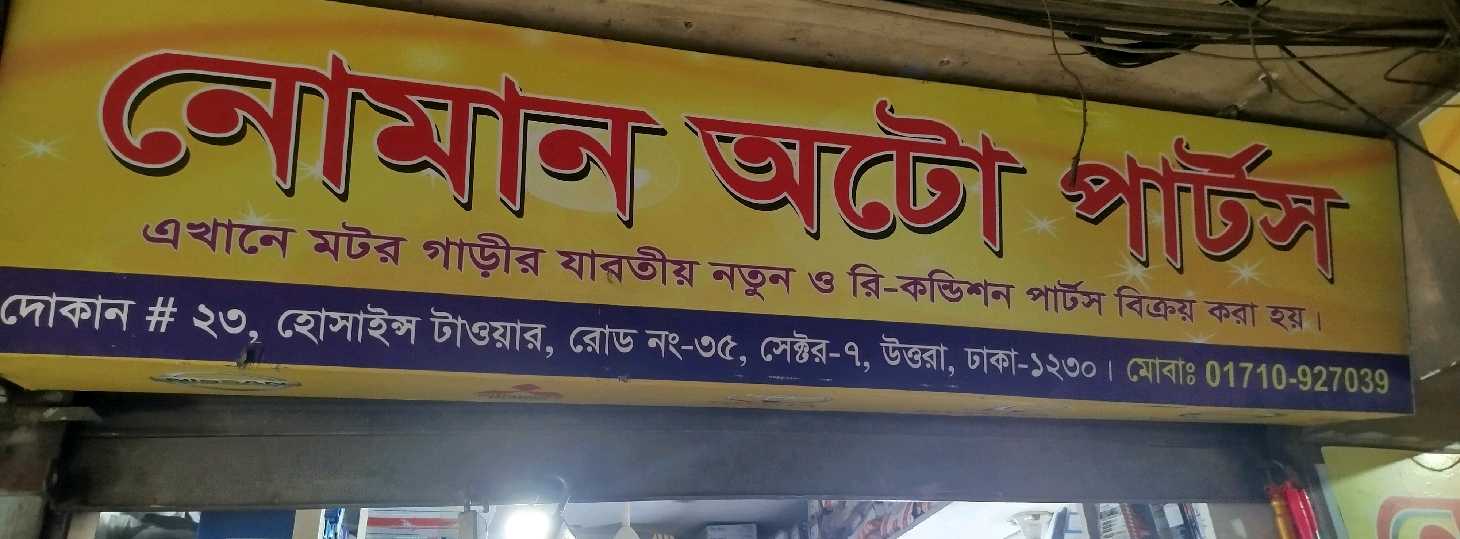 নোমান অটো পার্টস
এখানে মটর গাড়ীর যাবতীয় নতুন ও রি-কন্ডিশন পার্টস বিক্রয় করা হয়।
দোকান # ২৩, হোসাইন্স টাওয়ার, রোড নং-৩৫, সেক্টর-৭, উত্তরা, ঢাকা-১২৩০। মোবাঃ 01710-927039